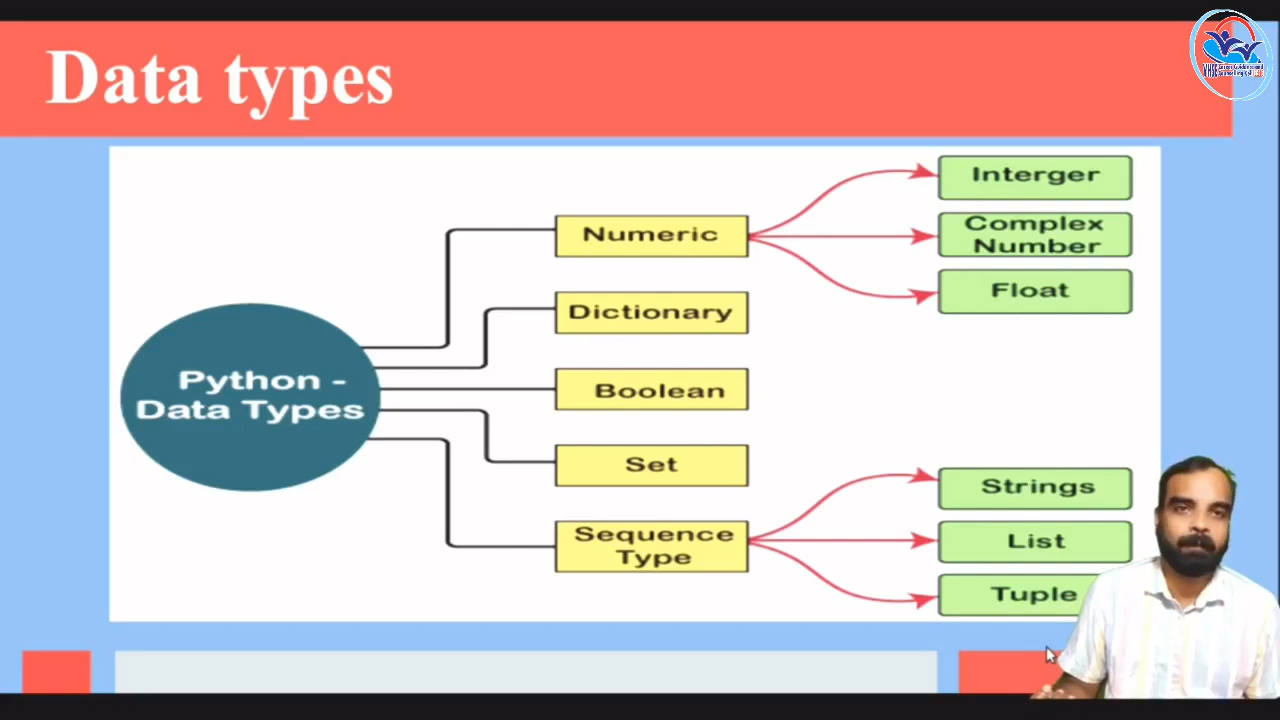 Data types
Interger
Numeric
Complex
Number
Float
Dictionary
Python -
Data Types
Boolean
Set
Strings
Sequence
Type
List
Tuple